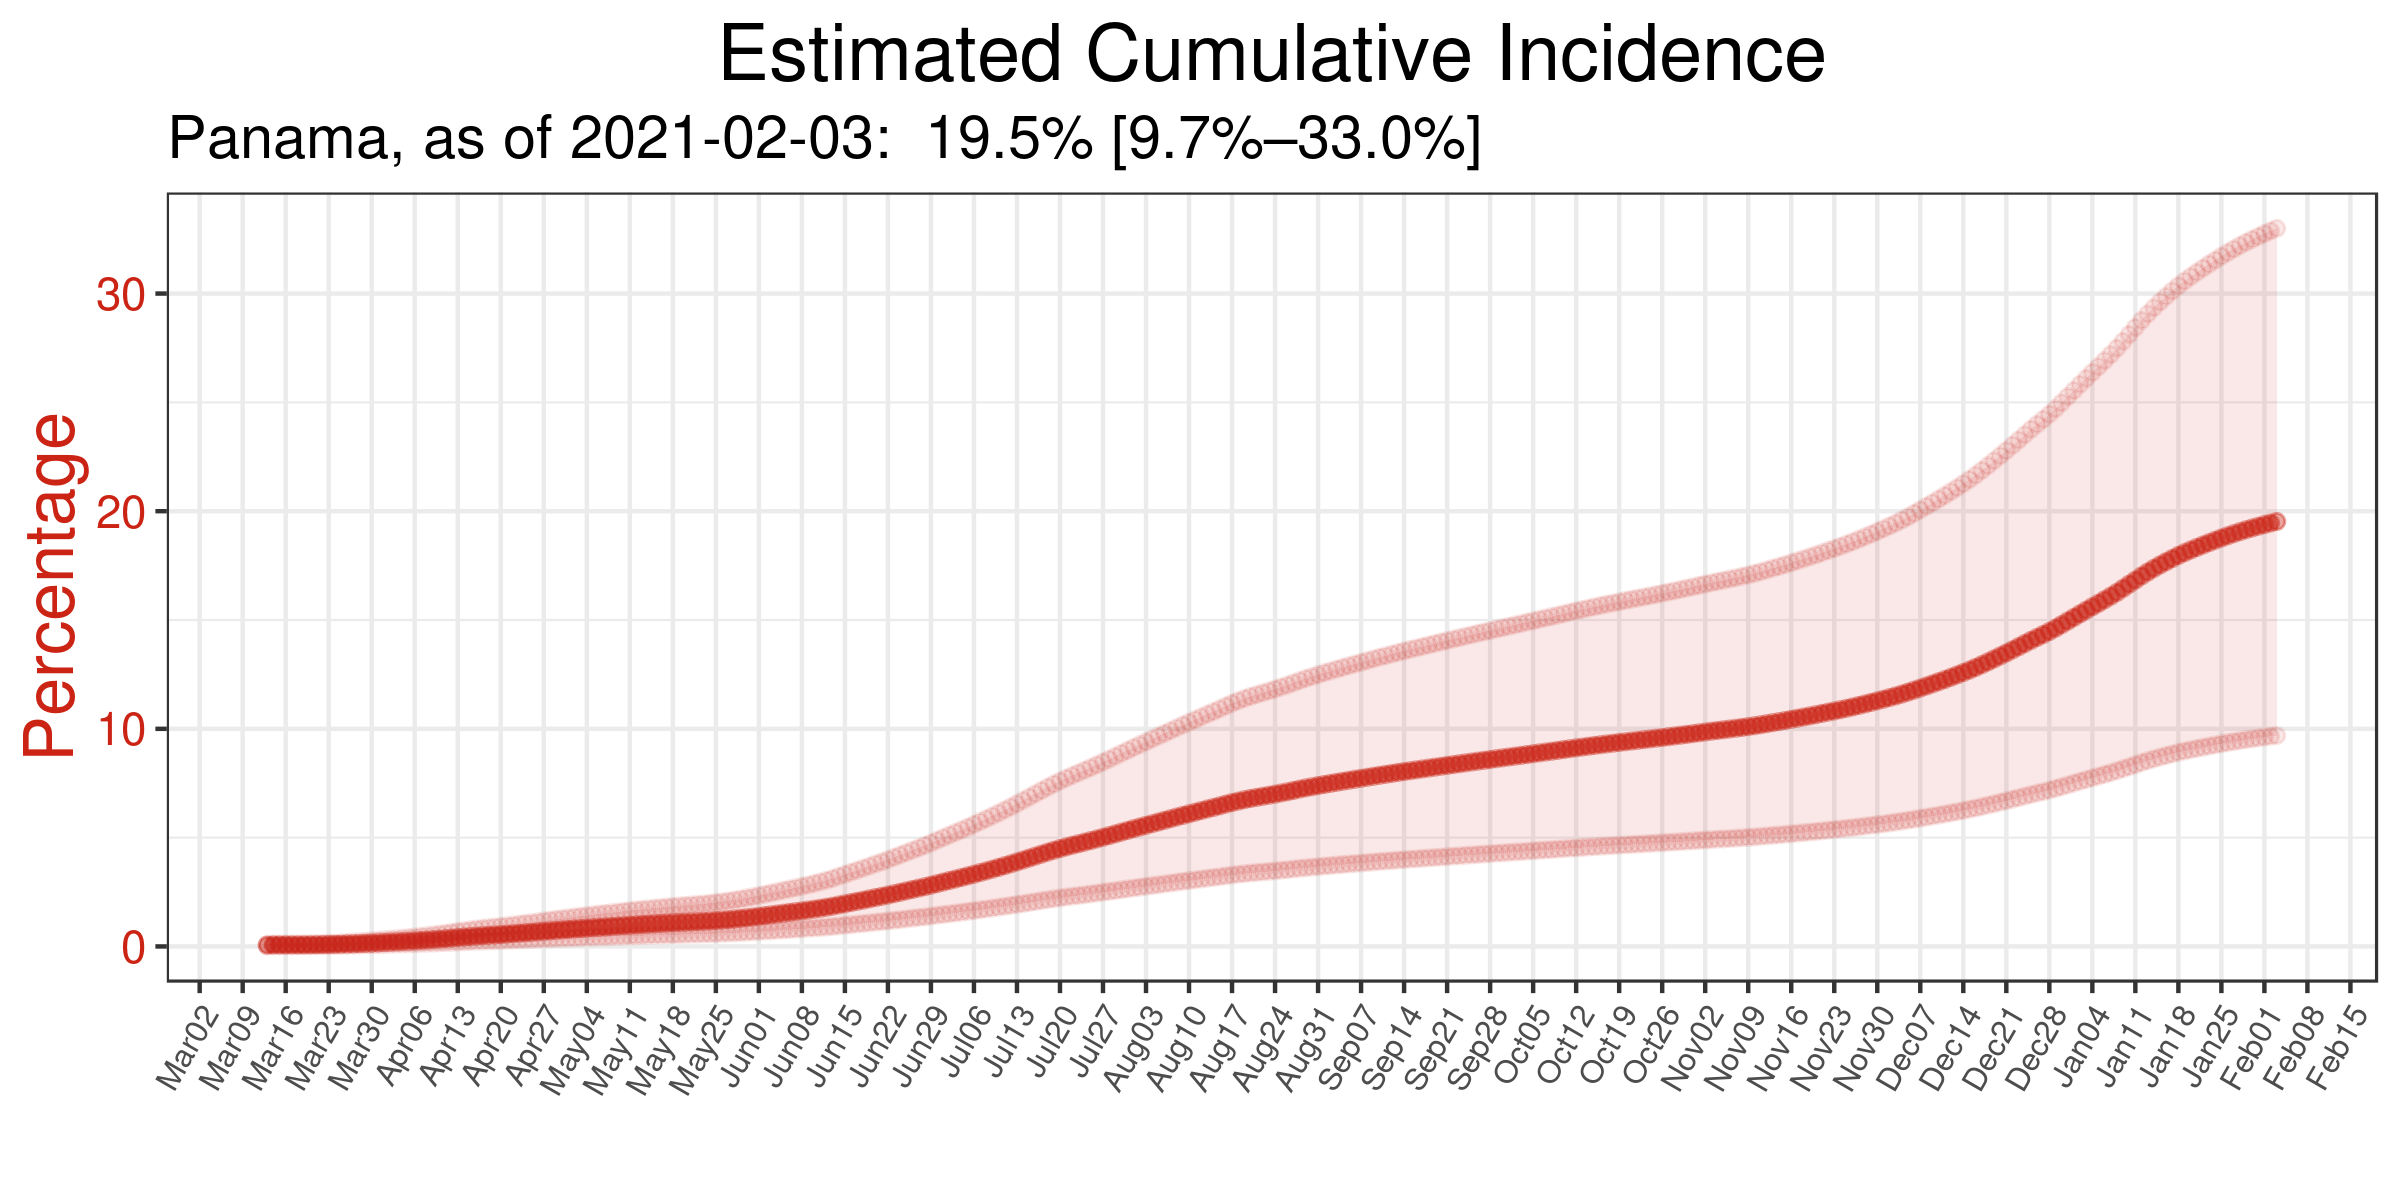 Estimated Cumulative Incidence
Panama, as of 2021-02-03:  19.5% [9.7%–33.0%]
Percentage
30
20
10
0
Mar02
Mar09
Mar16
Mar23
Mar30
Apr06
Apr13
Apr20
Apr27
May04
May11
May18
May25
Jun01
Jun08
Jun15
Jun22
Jun29
Jul06
Jul13
Jul20
Jul27
Aug03
Aug10
Aug17
Aug24
Aug31
Sep07
Sep14
Sep21
Sep28
Oct05
Oct12
Oct19
Oct26
Nov02
Nov09
Nov16
Nov23
Nov30
Dec07
Dec14
Dec21
Dec28
Jan04
Jan11
Jan18
Jan25
Feb01
Feb08
Feb15